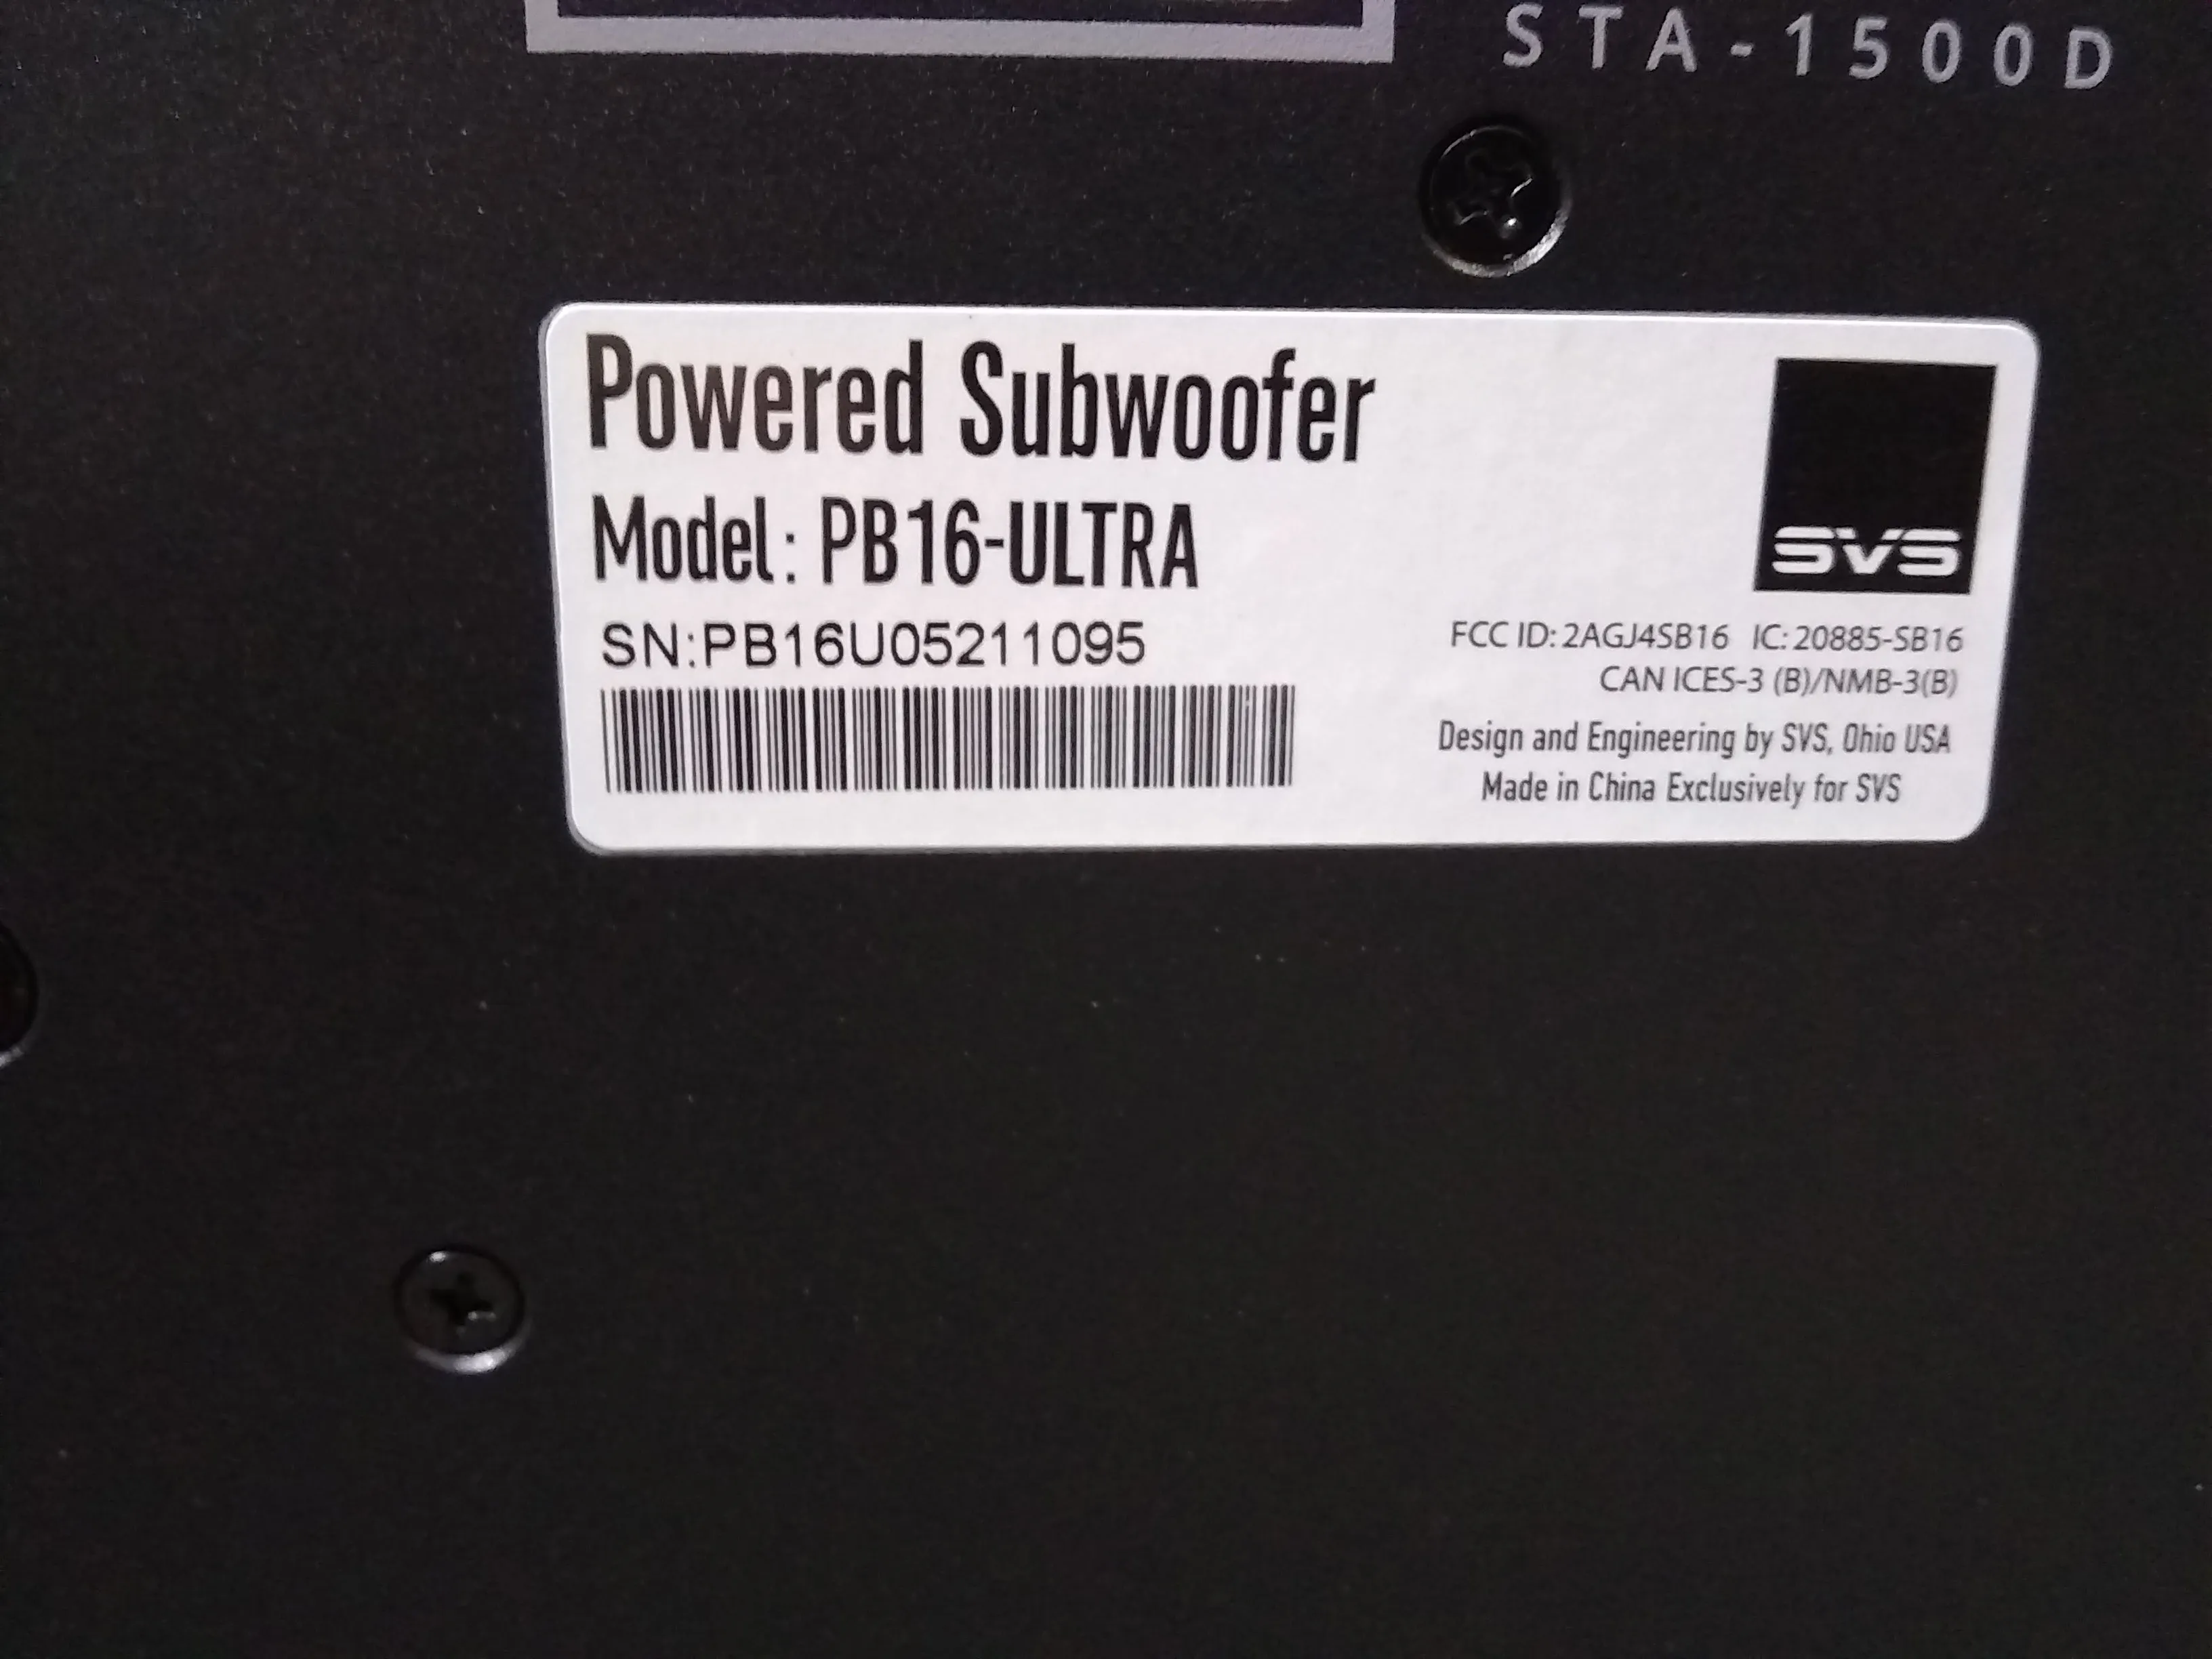 STA-1500D
Powered Subwoofer
Model: PB16-ULTRA
SN:PB16U05211095
SVS
FCC ID: 2AGJ4SB16 IC: 20885-SB16
CAN ICES-3 (B)/NMB-3(B)
Design and Engineering by SVS, Ohio USA
Made in China Exclusively for SVS